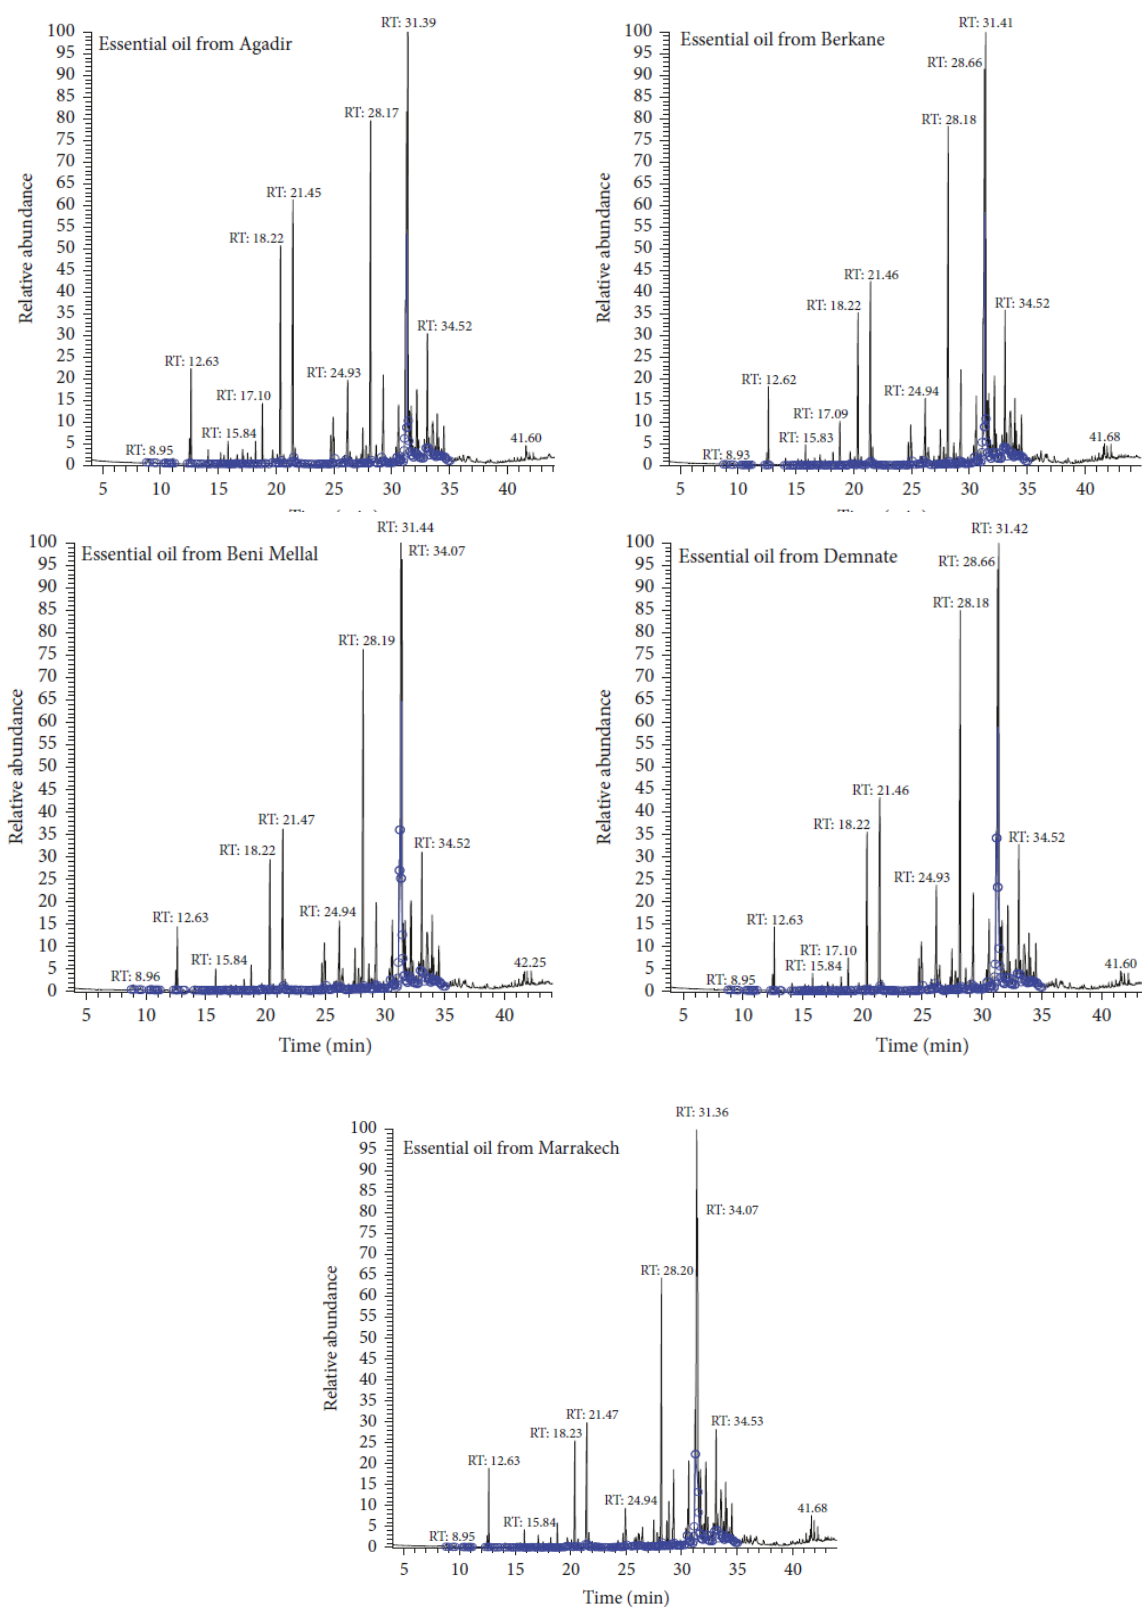 RT: 31.39
Essential oil from Agadir
RT: 28.17
RT: 21.45
RT: 18.22
RT: 34.52
RT: 12.63
RT: 24.93
RT: 17.10
RT: 15.84
RT: 8.95
41.60
Relative abundance
100
95
90
85
80
75
70
65
60
55
50
45
40
35
30
25
20
15
10
5
0
5 10 15 20 25 30 35 40
RT: 31.41
Essential oil from Berkane
RT: 28.66
RT: 28.18
RT: 21.46
RT: 18.22
RT: 34.52
RT: 12.62
RT: 24.94
RT: 17.09
RT: 15.83
RT: 8.93
41.68
Relative abundance
100
95
90
85
80
75
70
65
60
55
50
45
40
35
30
25
20
15
10
5
0
5 10 15 20 25 30 35 40
RT: 31.44
Essential oil from Beni Mellal
RT: 34.07
RT: 28.19
RT: 21.47
RT: 18.22
RT: 34.52
RT: 12.63
RT: 24.94
RT: 15.84
RT: 8.96
42.25
Relative abundance
100
95
90
85
80
75
70
65
60
55
50
45
40
35
30
25
20
15
10
5
0
5 10 15 20 25 30 35 40
Time (min)
RT: 31.42
Essential oil from Demnate
RT: 28.66
RT: 28.18
RT: 21.46
RT: 18.22
RT: 34.52
RT: 24.93
RT: 12.63
RT: 17.10
RT: 15.84
RT: 8.95
41.60
Relative abundance
100
95
90
85
80
75
70
65
60
55
50
45
40
35
30
25
20
15
10
5
0
5 10 15 20 25 30 35 40
Time (min)
RT: 31.36
Essential oil from Marrakech
RT: 34.07
RT: 28.20
RT: 21.47
RT: 18.23
RT: 34.53
RT: 12.63
RT: 24.94
RT: 15.84
RT: 8.95
41.68
Relative abundance
100
95
90
85
80
75
70
65
60
55
50
45
40
35
30
25
20
15
10
5
0
5 10 15 20 25 30 35 40
Time (min)